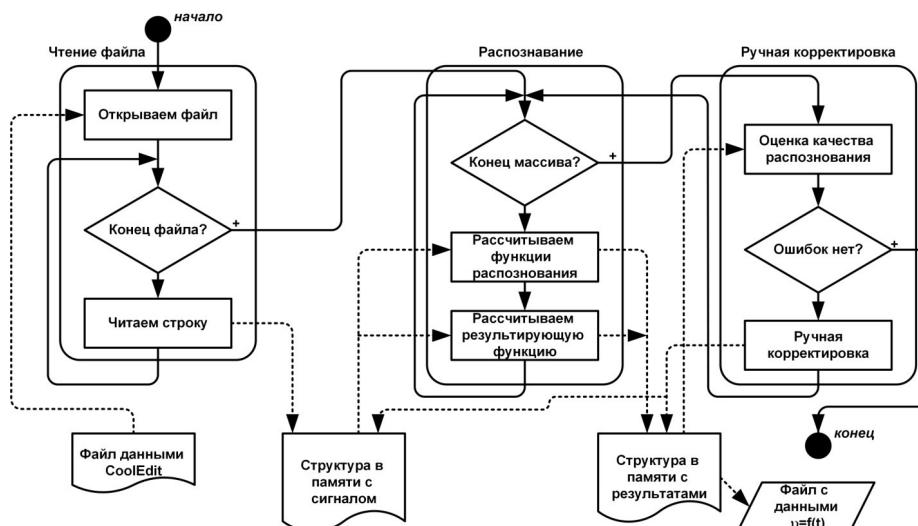 начало
Чтение файла
Открываем файл
Конец файла?
+
Читаем строку
Файл данными
CoolEdit
Распознавание
Конец массива?
+
Рассчитываем
функции
распознования
Рассчитываем
результирующую
функцию
Структура в
памяти с
сигналом
Ручная корректировка
Оценка качества
распознования
Ошибок нет?
+
Ручная
корректировка
конец
Структура в
памяти с
результатами
Файл с
данными
υ=f(t)